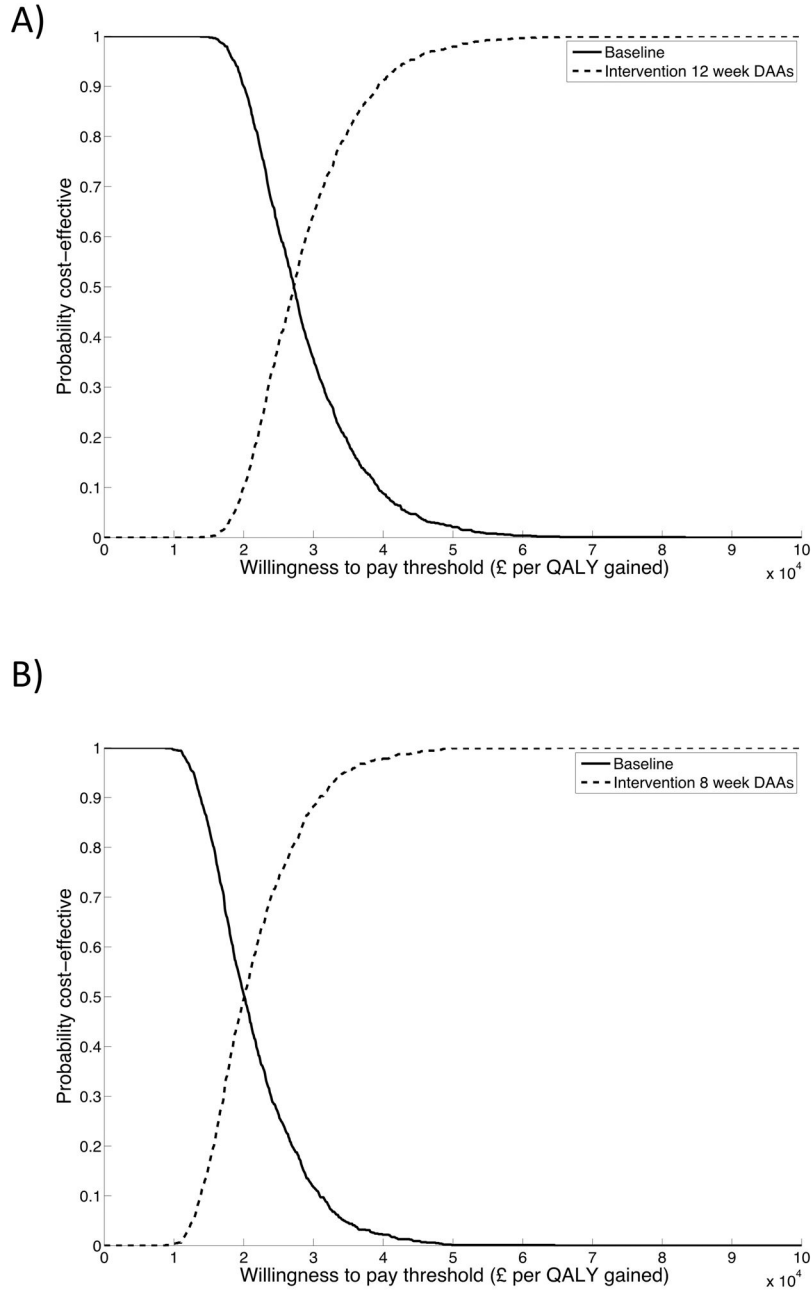 A)
1
0.9
0.8
0.7
0.6
0.5
0.4
0.3
0.2
0.1
0
Probability cost-effective
Baseline
Intervention 12 week DAAs
0 1 2 3 4 5 6 7 8 9 10
Willingness to pay threshold (£ per QALY gained)
x 10⁴
B)
1
0.9
0.8
0.7
0.6
0.5
0.4
0.3
0.2
0.1
0
Probability cost-effective
Baseline
Intervention 8 week DAAs
0 1 2 3 4 5 6 7 8 9 10
Willingness to pay threshold (£ per QALY gained)
x 10⁴